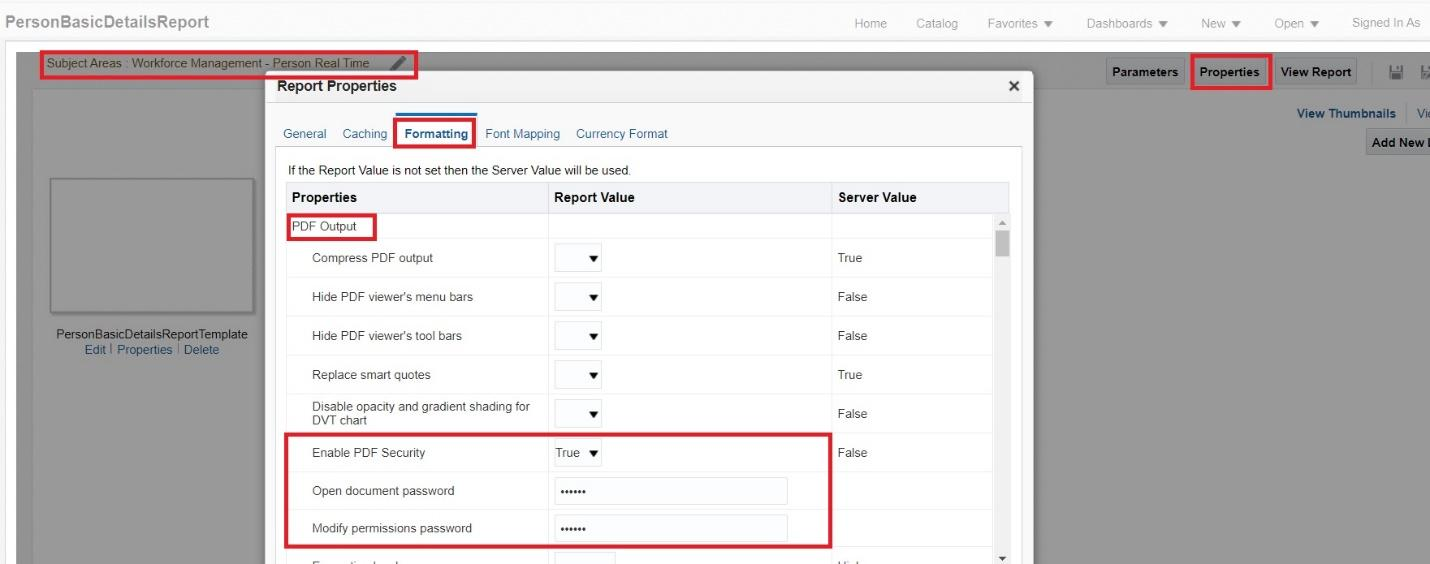 PersonBasicDetailsReport
Home Catalog Favorites Dashboards New Open Signed In As
Subject Areas : Workforce Management - Person Real Time
Parameters Properties View Report
Report Properties
View Thumbnails
Add New
General Caching Formatting Font Mapping Currency Format
If the Report Value is not set then the Server Value will be used.
Properties Report Value Server Value
PDF Output
Compress PDF output True
Hide PDF viewer's menu bars False
Hide PDF viewer's tool bars False
Replace smart quotes True
Disable opacity and gradient shading for
DVT chart False
Enable PDF Security True False
Open document password ••••••
Modify permissions password ••••••
PersonBasicDetailsReportTemplate
Edit | Properties | Delete